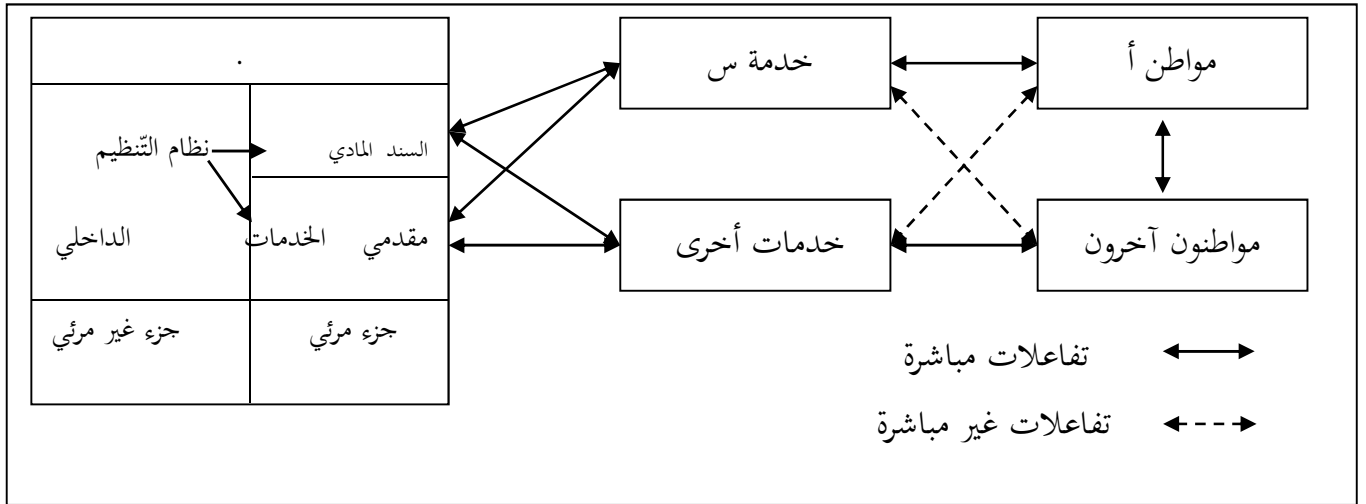 .
مواطن أ
خدمة س
السند المادي
نظام التّنظيم
مواطنون آخرون
خدمات أخرى
مقدمي الخدمات
الداخلي
جزء مرئي
جزء غير مرئي
تفاعلات مباشرة
تفاعلات غير مباشرة